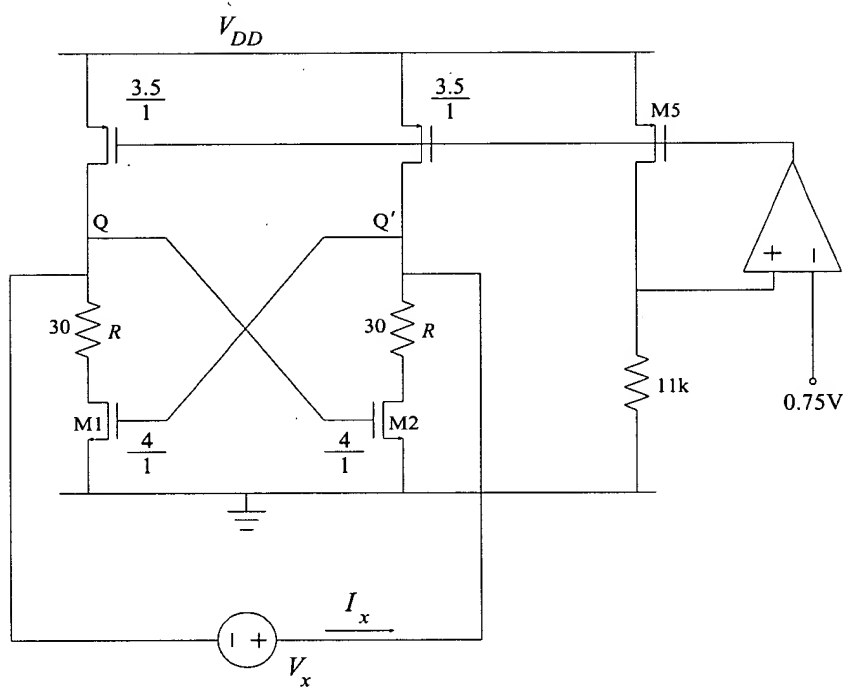 V_DD
3.5/1
3.5/1
M5
Q
Q′
+ −
30 R
30 R
11k
0.75V
M1
M2
4/1
4/1
I_x
− +
V_x